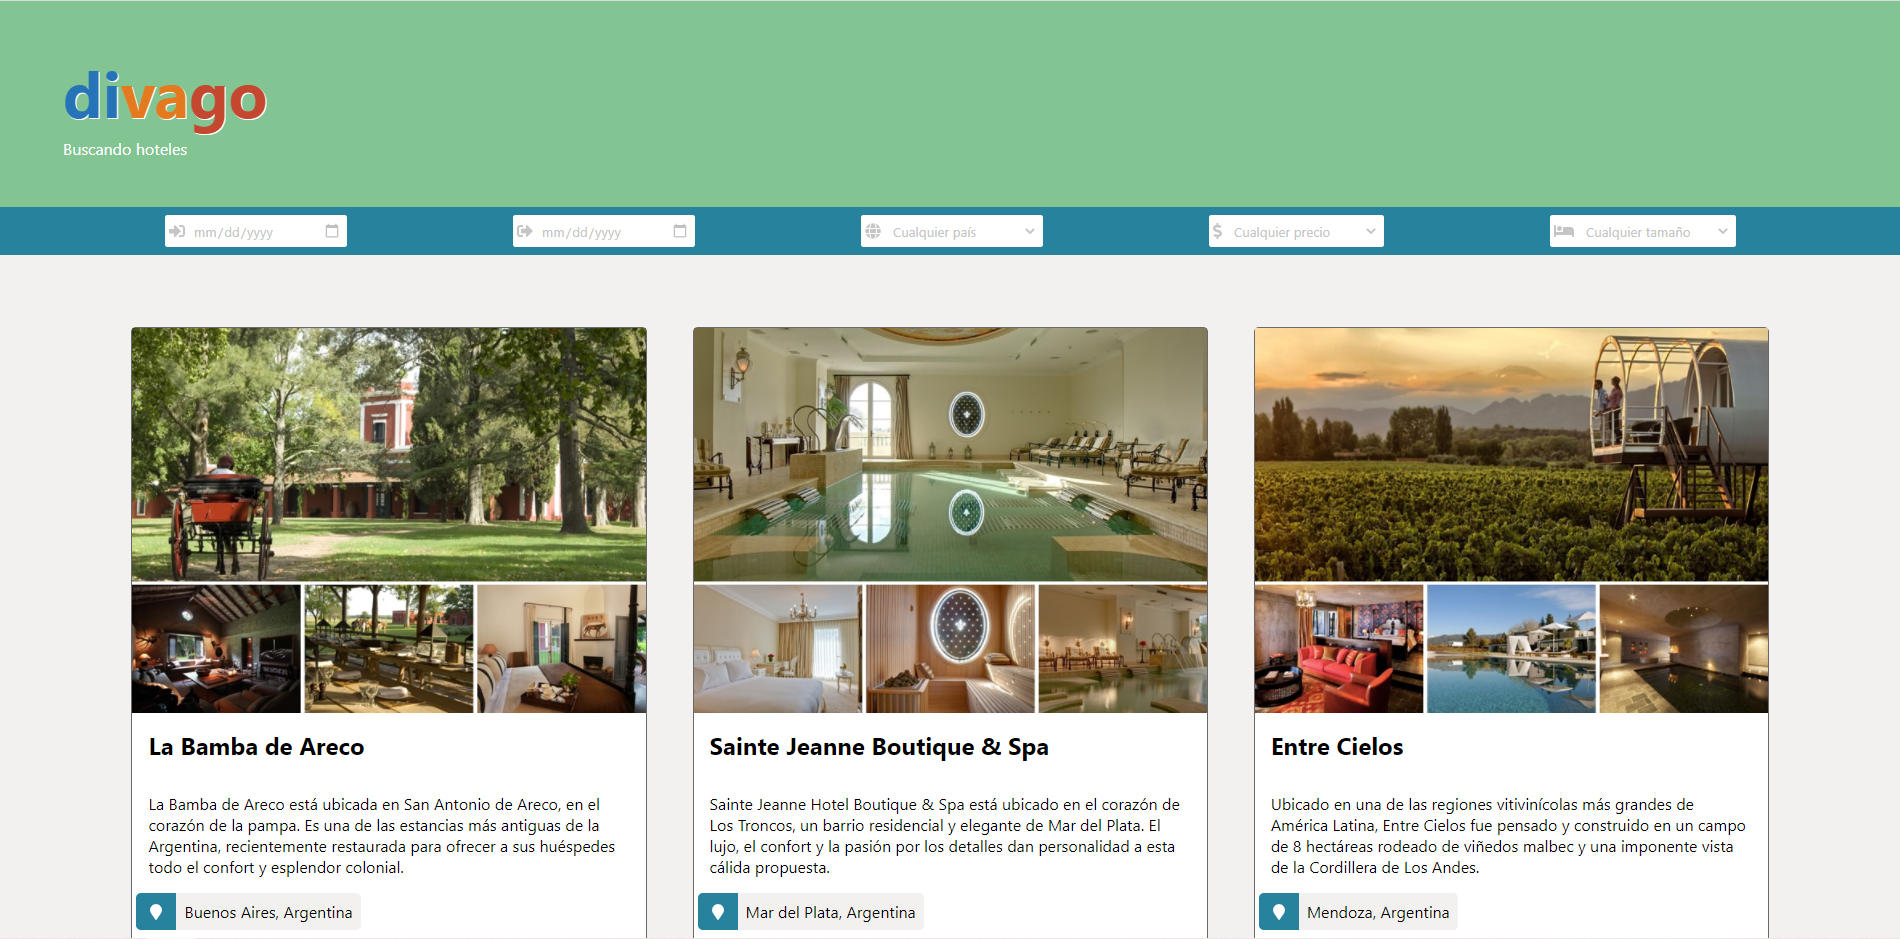 divago
Buscando hoteles
mm/dd/yyyy
mm/dd/yyyy
Cualquier país
Cualquier precio
Cualquier tamaño
La Bamba de Areco
La Bamba de Areco está ubicada en San Antonio de Areco, en el
corazón de la pampa. Es una de las estancias más antiguas de la
Argentina, recientemente restaurada para ofrecer a sus huéspedes
todo el confort y esplendor colonial.
Buenos Aires, Argentina
Sainte Jeanne Boutique & Spa
Sainte Jeanne Hotel Boutique & Spa está ubicado en el corazón de
Los Troncos, un barrio residencial y elegante de Mar del Plata. El
lujo, el confort y la pasión por los detalles dan personalidad a esta
cálida propuesta.
Mar del Plata, Argentina
Entre Cielos
Ubicado en una de las regiones vitivinícolas más grandes de
América Latina, Entre Cielos fue pensado y construido en un campo
de 8 hectáreas rodeado de viñedos malbec y una imponente vista
de la Cordillera de Los Andes.
Mendoza, Argentina